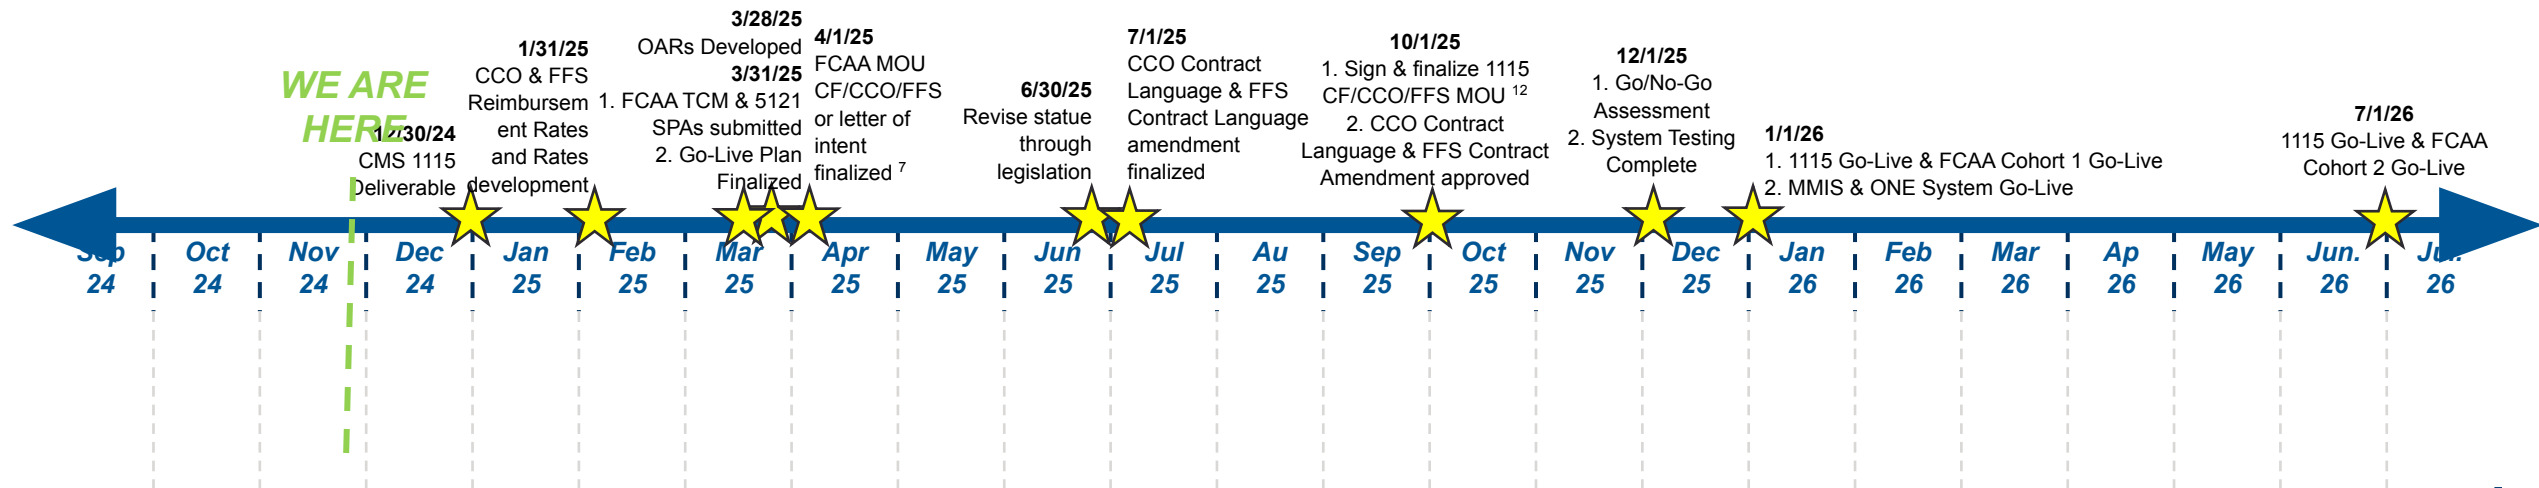 WE ARE
HERE
12/30/24
CMS 1115
Deliverable
1/31/25
CCO & FFS
Reimbursem
ent Rates
and Rates
development
3/28/25
OARs Developed
3/31/25
1. FCAA TCM & 5121
SPAs submitted
2. Go-Live Plan
Finalized
4/1/25
FCAA MOU
CF/CCO/FFS
or letter of
intent
finalized 7
6/30/25
Revise statue
through
legislation
7/1/25
CCO Contract
Language & FFS
Contract Language
amendment
finalized
10/1/25
1. Sign & finalize 1115
CF/CCO/FFS MOU 12
2. CCO Contract
Language & FFS Contract
Amendment approved
12/1/25
1. Go/No-Go
Assessment
2. System Testing
Complete
1/1/26
1. 1115 Go-Live & FCAA Cohort 1 Go-Live
2. MMIS & ONE System Go-Live
7/1/26
1115 Go-Live & FCAA
Cohort 2 Go-Live
Sep Oct Nov Dec Jan Feb Mar Apr May Jun Jul Au Sep Oct Nov Dec Jan Feb Mar Ap May Jun. Jul.
24 24 24 24 25 25 25 25 25 25 25 25 25 25 25 25 26 26 26 26 26 26 26